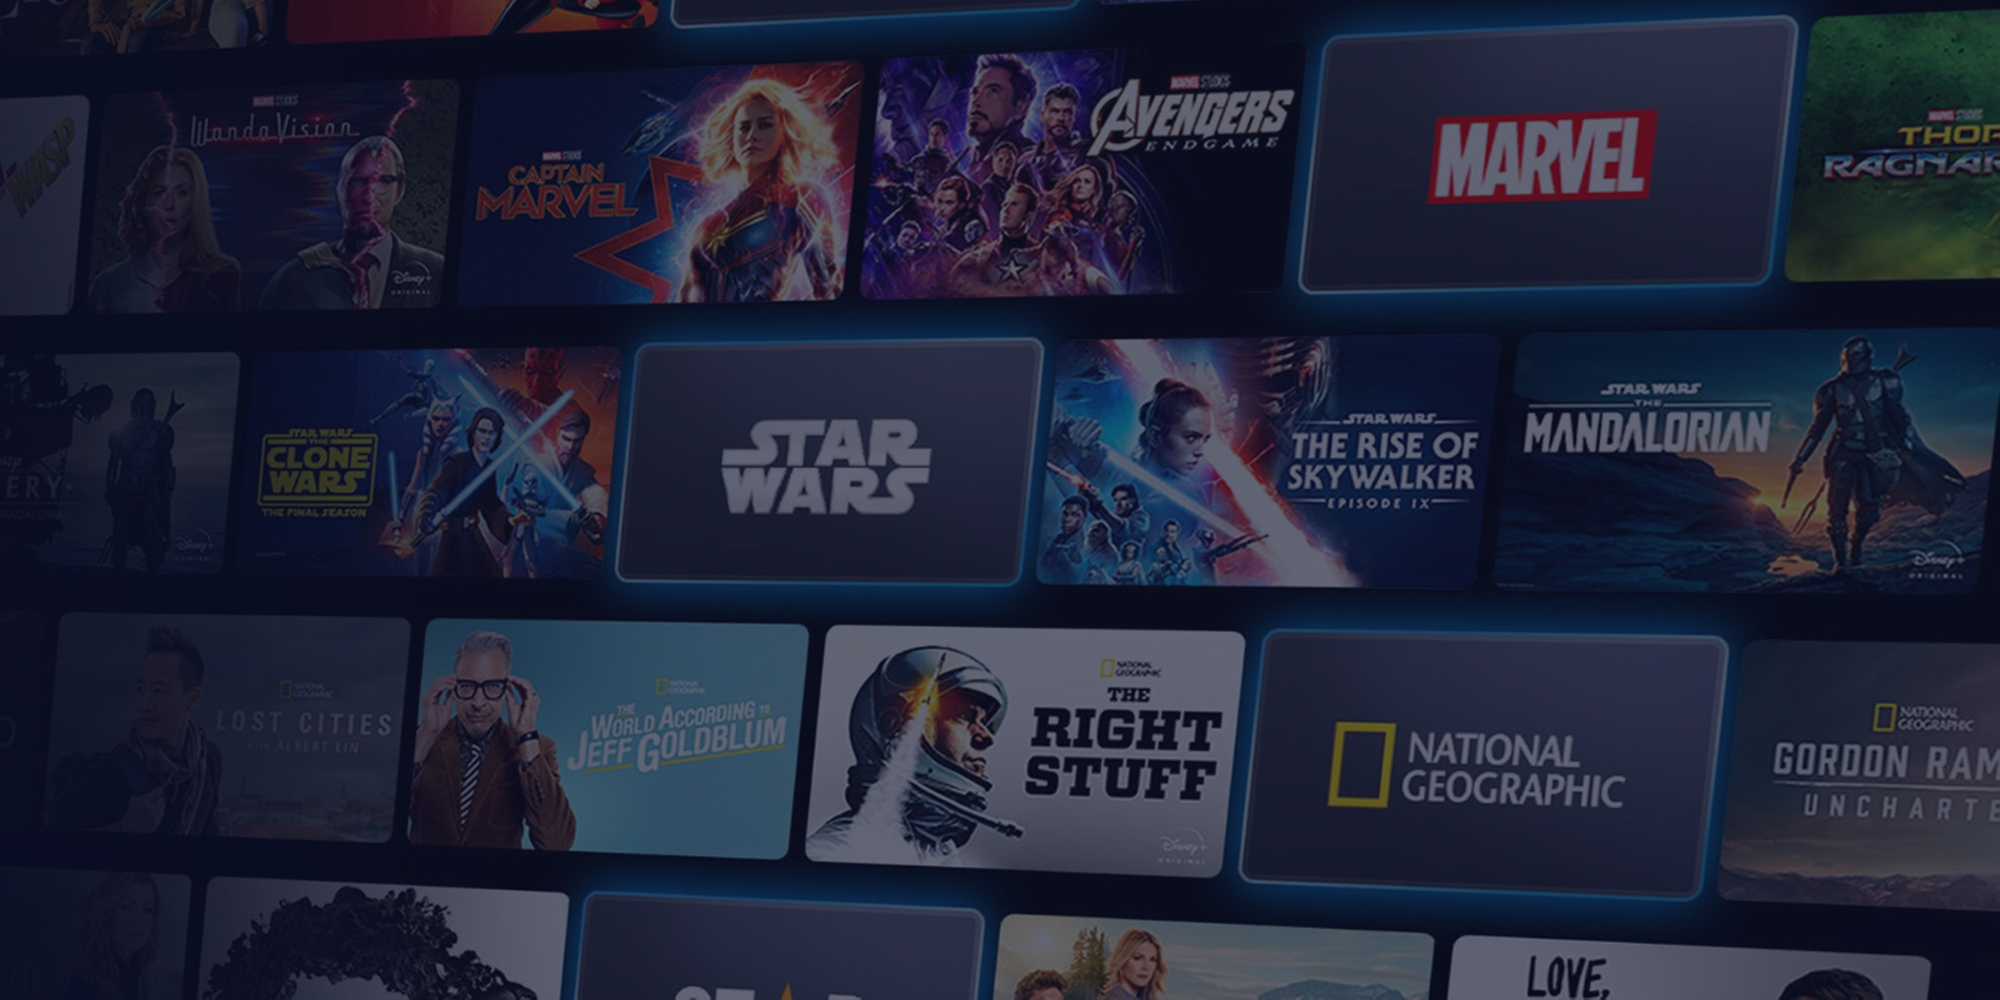 WASP
MARVEL STUDIOS
WandaVision
Disney+
ORIGINAL
MARVEL STUDIOS
CAPTAIN
MARVEL
MARVEL STUDIOS
AVENGERS
ENDGAME
MARVEL
MARVEL STUDIOS
THOR
RAGNAR
ERY
MANDALORIAN
Disney+
ORIGINAL
STAR WARS
THE
CLONE
WARS
THE FINAL SEASON
STAR
WARS
STAR WARS
THE RISE OF
SKYWALKER
EPISODE IX
STAR WARS
THE
MANDALORIAN
Disney+
ORIGINAL
NATIONAL
GEOGRAPHIC
LOST CITIES
WITH ALBERT LIN
NATIONAL
GEOGRAPHIC
THE
WORLD ACCORDING TO
JEFF GOLDBLUM
NATIONAL
GEOGRAPHIC
THE
RIGHT
STUFF
Disney+
ORIGINAL
NATIONAL
GEOGRAPHIC
NATIONAL
GEOGRAPHIC
GORDON RAM
UNCHARTE
STAR
LOVE,